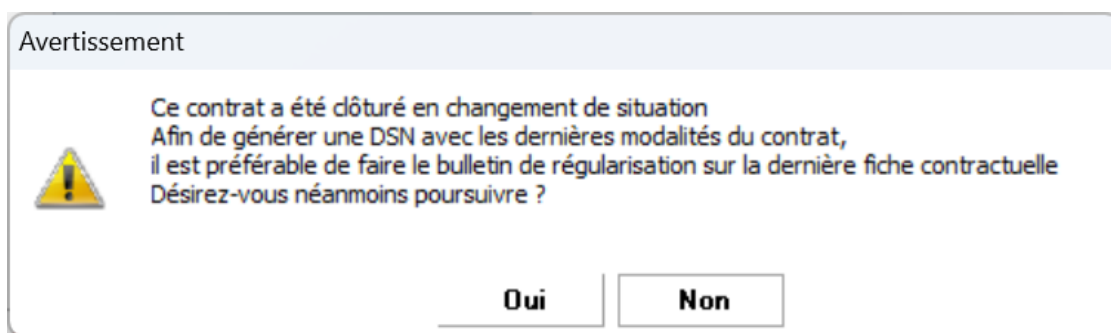 Avertissement
Ce contrat a été clôturé en changement de situation
Afin de générer une DSN avec les dernières modalités du contrat,
il est préférable de faire le bulletin de régularisation sur la dernière fiche contractuelle
Désirez-vous néanmoins poursuivre ?
Oui Non